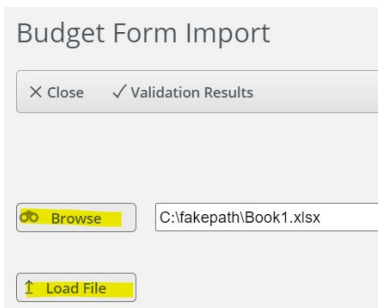 Budget Form Import
Close Validation Results
Browse C:\fakepath\Book1.xlsx
Load File